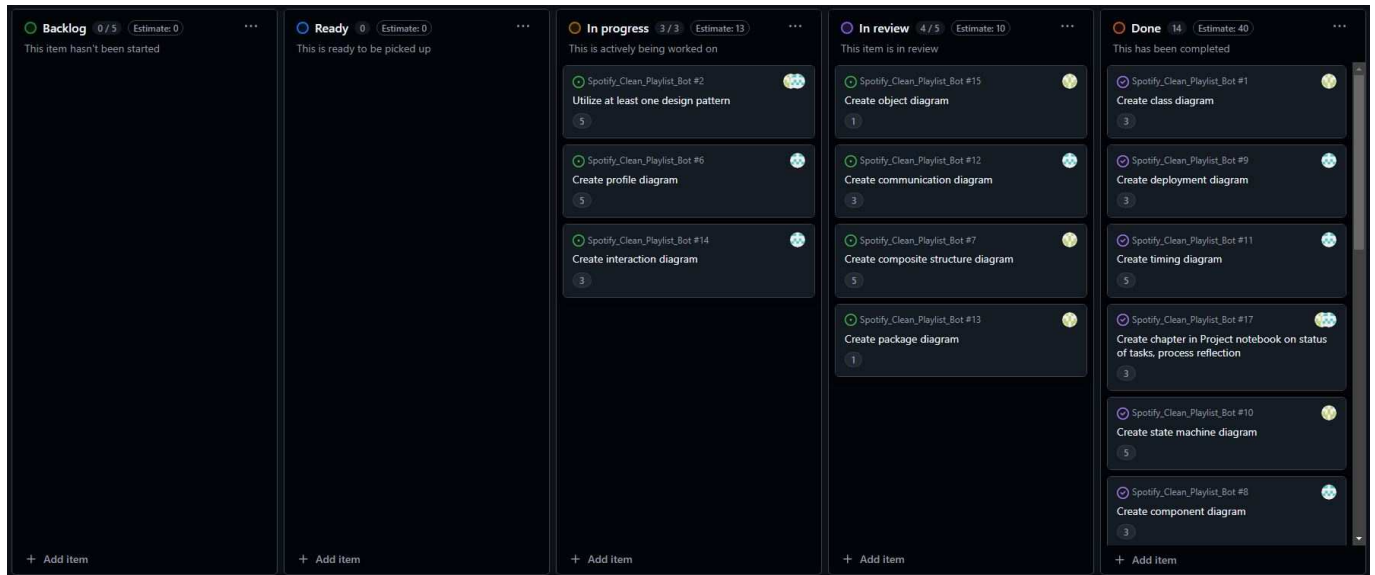 Backlog 0 / 5 Estimate: 0 ...
This item hasn't been started
+ Add item
Ready 0 Estimate: 0 ...
This is ready to be picked up
+ Add item
In progress 3 / 3 Estimate: 13 ...
This is actively being worked on
Spotify_Clean_Playlist_Bot #2
Utilize at least one design pattern
5
Spotify_Clean_Playlist_Bot #6
Create profile diagram
5
Spotify_Clean_Playlist_Bot #14
Create interaction diagram
3
+ Add item
In review 4 / 5 Estimate: 10 ...
This item is in review
Spotify_Clean_Playlist_Bot #15
Create object diagram
1
Spotify_Clean_Playlist_Bot #12
Create communication diagram
3
Spotify_Clean_Playlist_Bot #7
Create composite structure diagram
5
Spotify_Clean_Playlist_Bot #13
Create package diagram
1
+ Add item
Done 14 Estimate: 40 ...
This has been completed
Spotify_Clean_Playlist_Bot #1
Create class diagram
3
Spotify_Clean_Playlist_Bot #9
Create deployment diagram
3
Spotify_Clean_Playlist_Bot #11
Create timing diagram
5
Spotify_Clean_Playlist_Bot #17
Create chapter in Project notebook on status
of tasks, process reflection
3
Spotify_Clean_Playlist_Bot #10
Create state machine diagram
5
Spotify_Clean_Playlist_Bot #8
Create component diagram
3
+ Add item